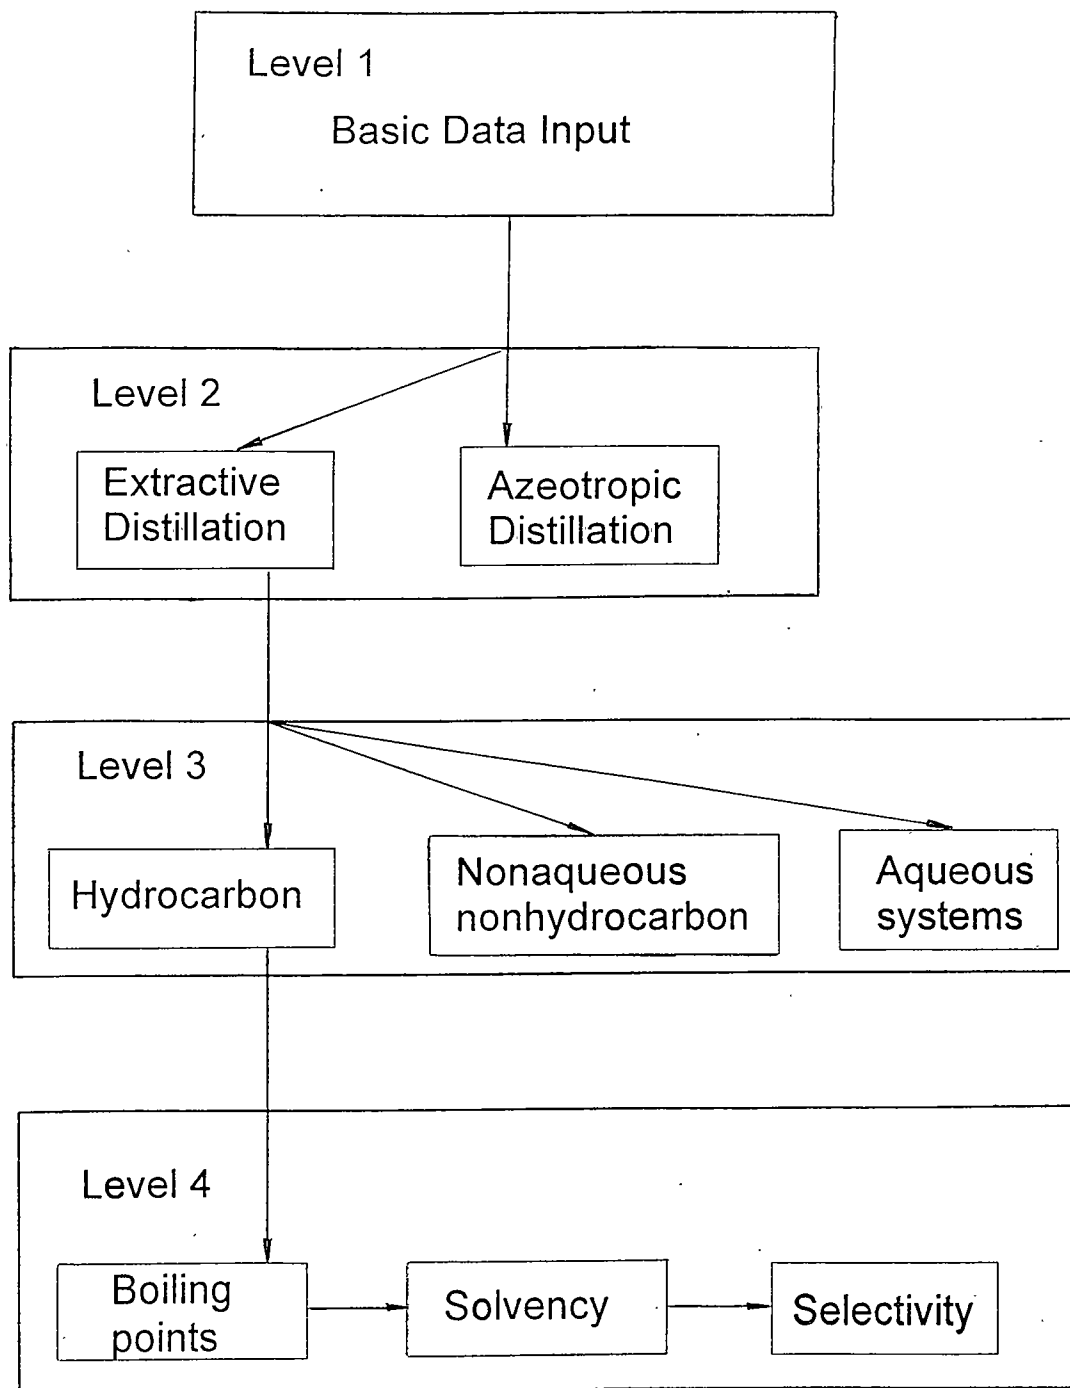 Level 1
Basic Data Input
Level 2
Extractive
Distillation
Azeotropic
Distillation
Level 3
Hydrocarbon
Nonaqueous
nonhydrocarbon
Aqueous
systems
Level 4
Boiling
points
Solvency
Selectivity